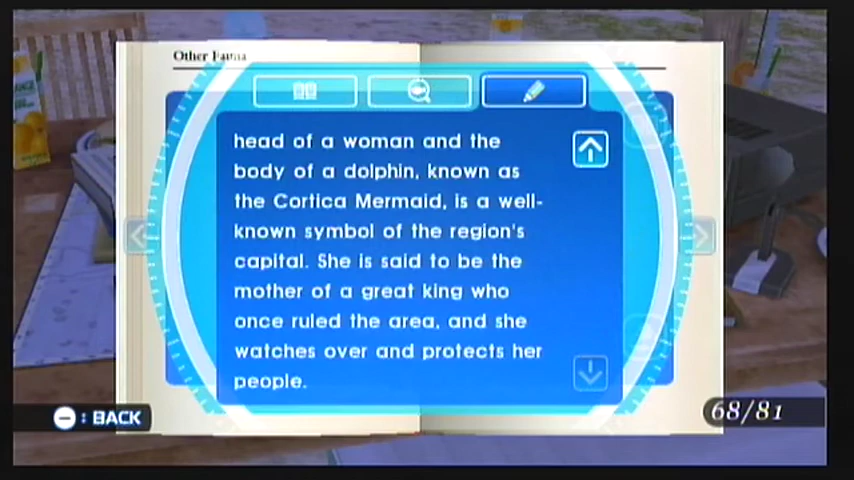 Other Fauna
head of a woman and the
body of a dolphin, known as
the Cortica Mermaid, is a well-
known symbol of the region's
capital. She is said to be the
mother of a great king who
once ruled the area, and she
watches over and protects her
people.
: BACK
68/81